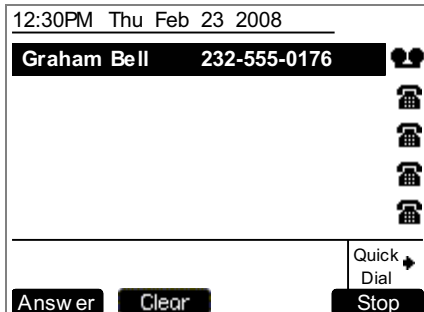 12:30PM Thu Feb 23 2008
Graham Bell 232-555-0176
Quick
Dial
Answer Clear Stop